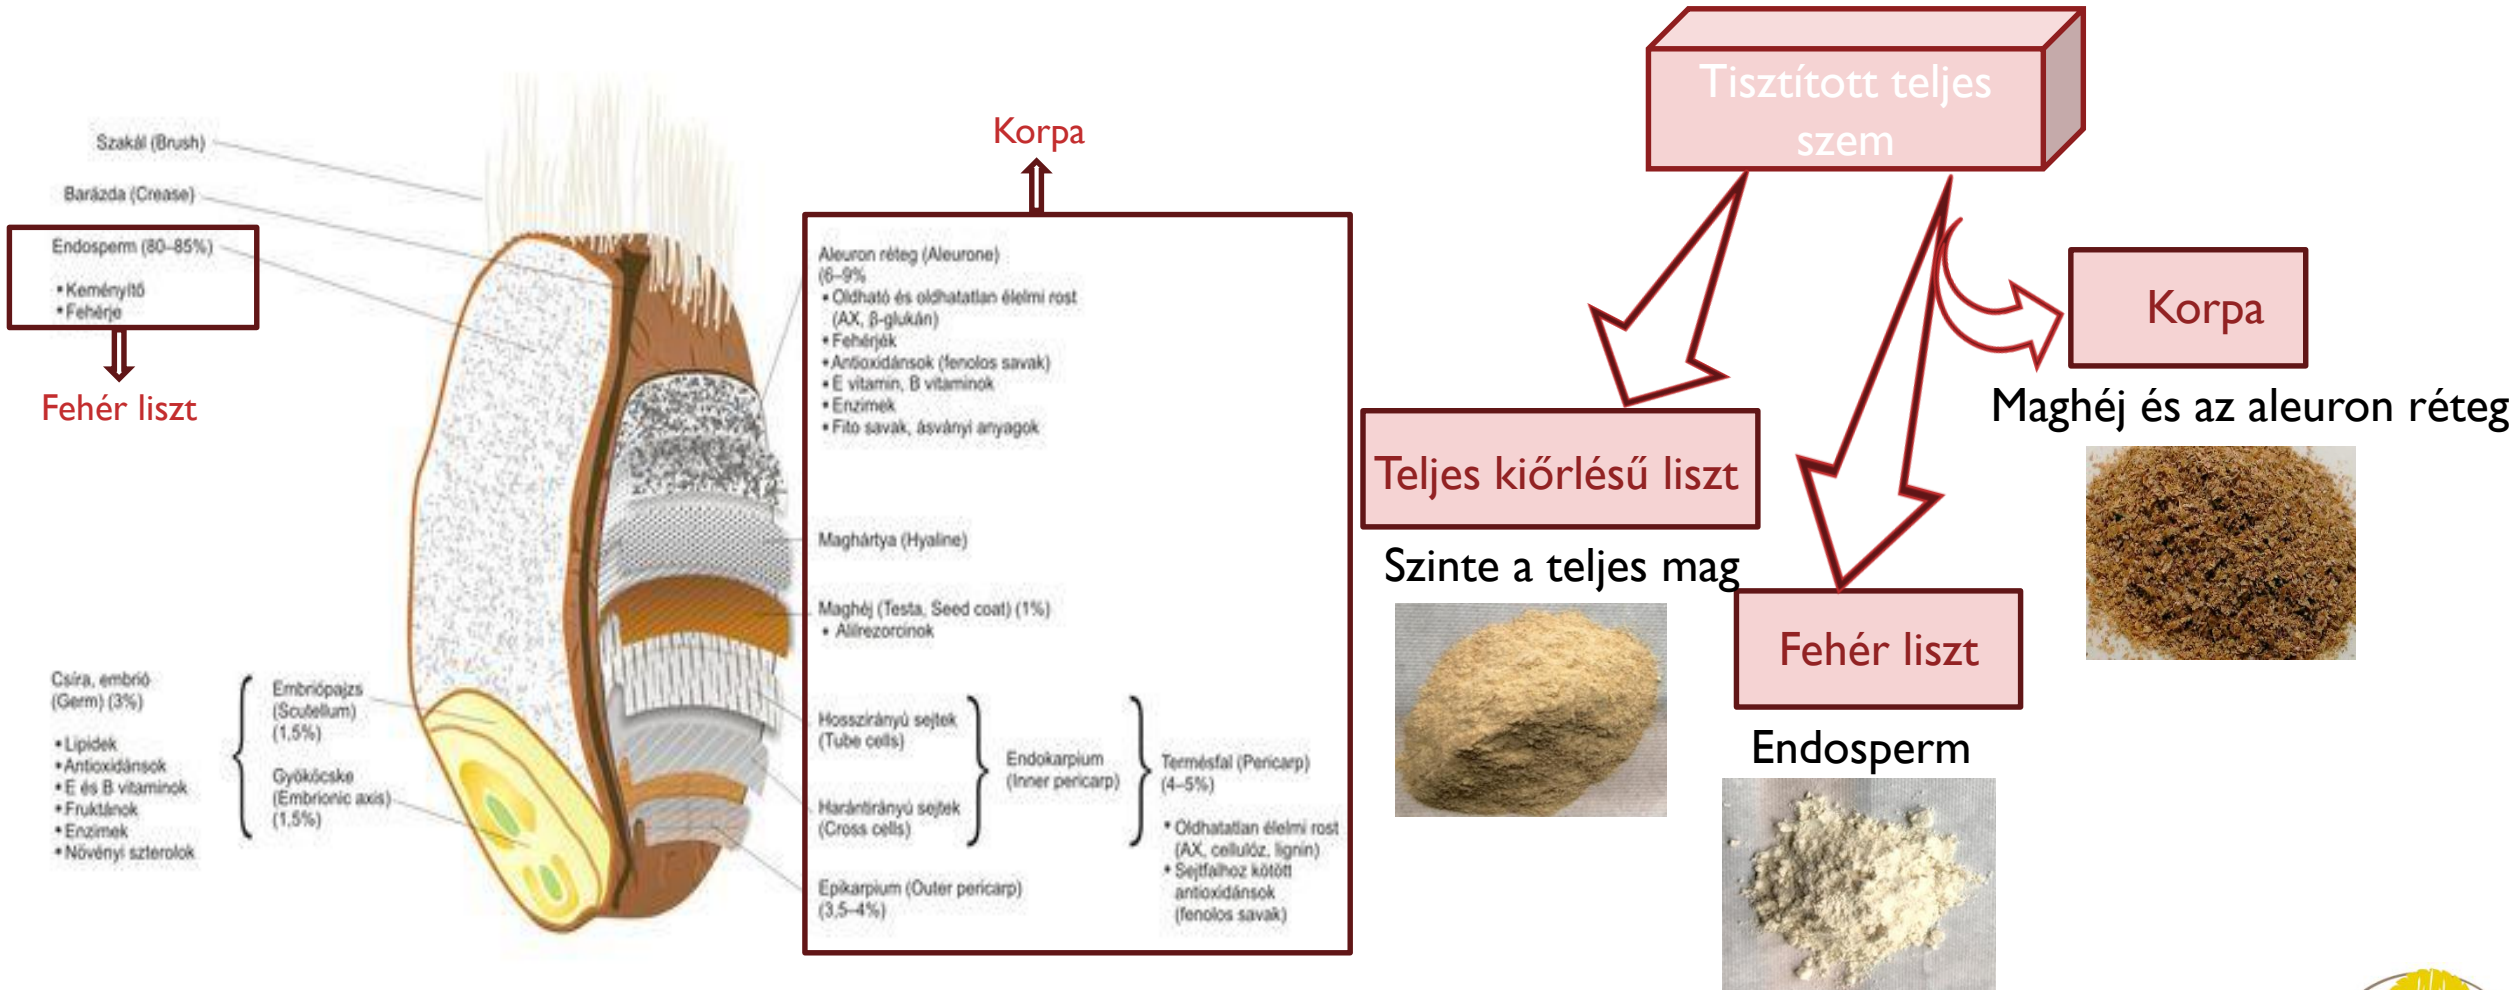 Szakál (Brush)
Barázda (Crease)
Endosperm (80–85%)
• Keményítő
• Fehérje
Fehér liszt
Csíra, embrió
(Germ) (3%)
• Lipidek
• Antioxidánsok
• E és B vitaminok
• Fruktánok
• Enzimek
• Növényi szterolok
Embriópajzs
(Scutellum)
(1,5%)
Gyököcske
(Embrionic axis)
(1,5%)
Korpa
Aleuron réteg (Aleurone)
(6–9%
• Oldható és oldhatatlan élelmi rost
(AX, β-glukán)
• Fehérjék
• Antioxidánsok (fenolos savak)
• E vitamin, B vitaminok
• Enzimek
• Fito savak, ásványi anyagok
Maghártya (Hyaline)
Maghéj (Testa, Seed coat) (1%)
• Alilrezorcinok
Hosszirányú sejtek
(Tube cells)
Harántirányú sejtek
(Cross cells)
Endokarpium
(Inner pericarp)
Termésfal (Pericarp)
(4–5%)
• Oldhatatlan élelmi rost
(AX, cellulóz, lignin)
• Sejtfalhoz kötött
antioxidánsok
(fenolos savak)
Epikarpium (Outer pericarp)
(3,5–4%)
Tisztított teljes
szem
Korpa
Maghéj és az aleuron réteg
Teljes kiőrlésű liszt
Szinte a teljes mag
Fehér liszt
Endosperm